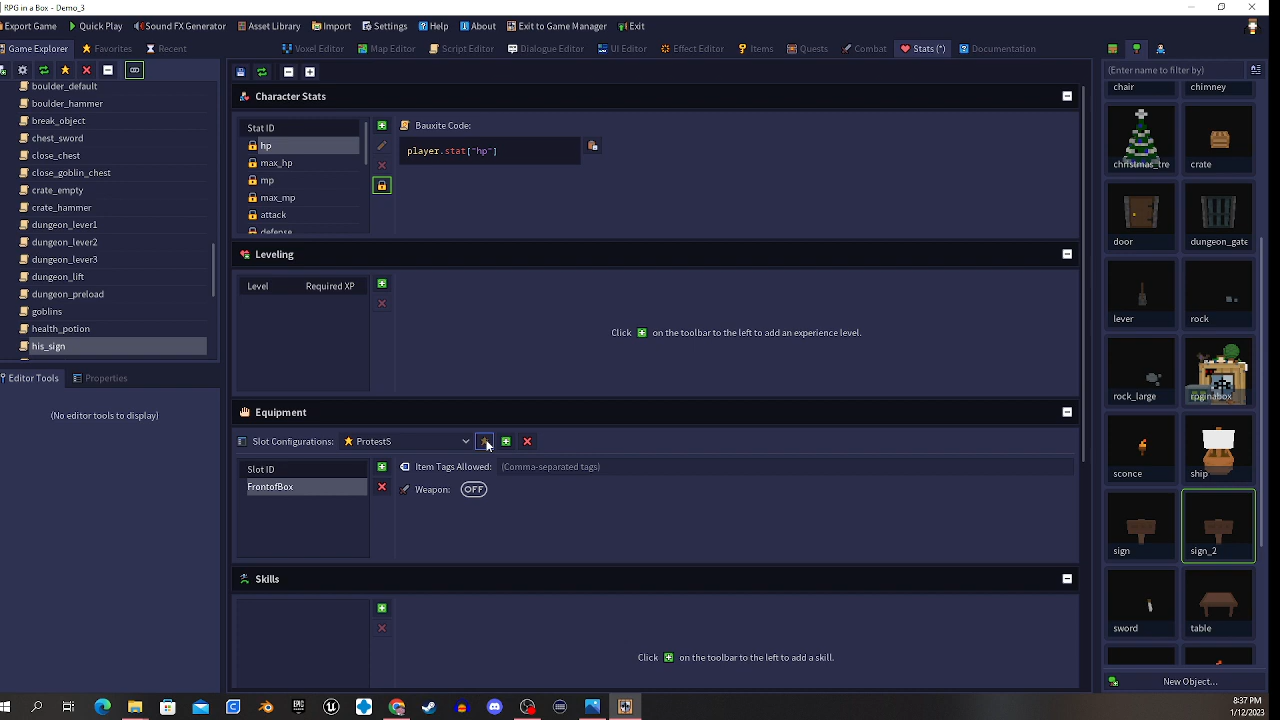 RPG in a Box - Demo_3
Export Game Quick Play Sound FX Generator Asset Library Import Settings Help About Exit to Game Manager Exit
Game Explorer Favorites Recent Voxel Editor Map Editor Script Editor Dialogue Editor UI Editor Effect Editor Items Quests Combat Stats (*) Documentation
(Enter name to filter by)
boulder_default
boulder_hammer
break_object
chest_sword
close_chest
close_goblin_chest
crate_empty
crate_hammer
dungeon_lever1
dungeon_lever2
dungeon_lever3
dungeon_lift
dungeon_preload
goblins
health_potion
his_sign
Editor Tools Properties
(No editor tools to display)
Character Stats
Stat ID
hp
max_hp
mp
max_mp
attack
defense
Bauxite Code:
player.stat["hp"]
Leveling
Level Required XP
Click on the toolbar to the left to add an experience level.
Equipment
Slot Configurations: ProtestS
Slot ID
FrontofBox
Item Tags Allowed: (Comma-separated tags)
Weapon: OFF
Skills
Click on the toolbar to the left to add a skill.
chair chimney
christmas_tre crate
door dungeon_gate
lever rock
rock_large rpginabox
sconce ship
sign sign_2
sword table
New Object...
8:37 PM
1/12/2023